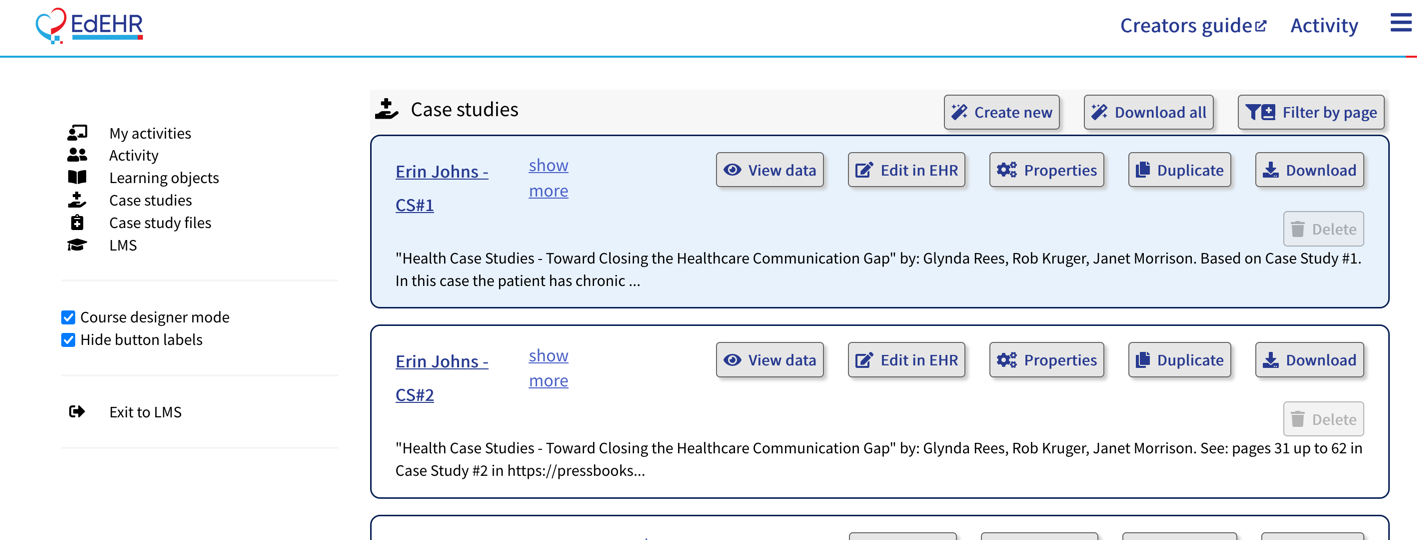 EdEHR
Creators guide
Activity
My activities
Activity
Learning objects
Case studies
Case study files
LMS
Course designer mode
Hide button labels
Exit to LMS
Case studies
Create new
Download all
Filter by page
Erin Johns -
CS#1
show
more
View data
Edit in EHR
Properties
Duplicate
Download
Delete
"Health Case Studies - Toward Closing the Healthcare Communication Gap" by: Glynda Rees, Rob Kruger, Janet Morrison. Based on Case Study #1.
In this case the patient has chronic ...
Erin Johns -
CS#2
show
more
View data
Edit in EHR
Properties
Duplicate
Download
Delete
"Health Case Studies - Toward Closing the Healthcare Communication Gap" by: Glynda Rees, Rob Kruger, Janet Morrison. See: pages 31 up to 62 in
Case Study #2 in https://pressbooks...